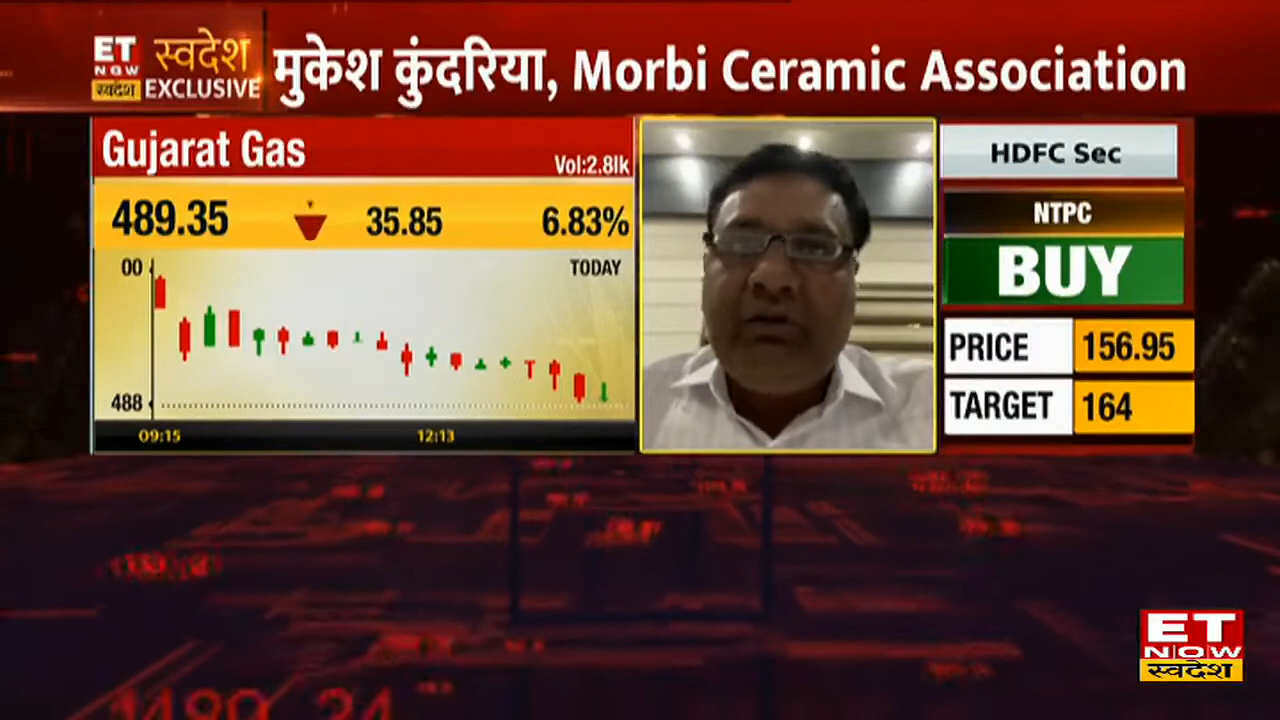 ET NOW स्वदेश
स्वदेश EXCLUSIVE
मुकेश कुंदरिया, Morbi Ceramic Association
Gujarat Gas
Vol:2.8lk
489.35 35.85 6.83%
00 TODAY
488
09:15 12:13
HDFC Sec
NTPC
BUY
PRICE 156.95
TARGET 164
ET
NOW
स्वदेश